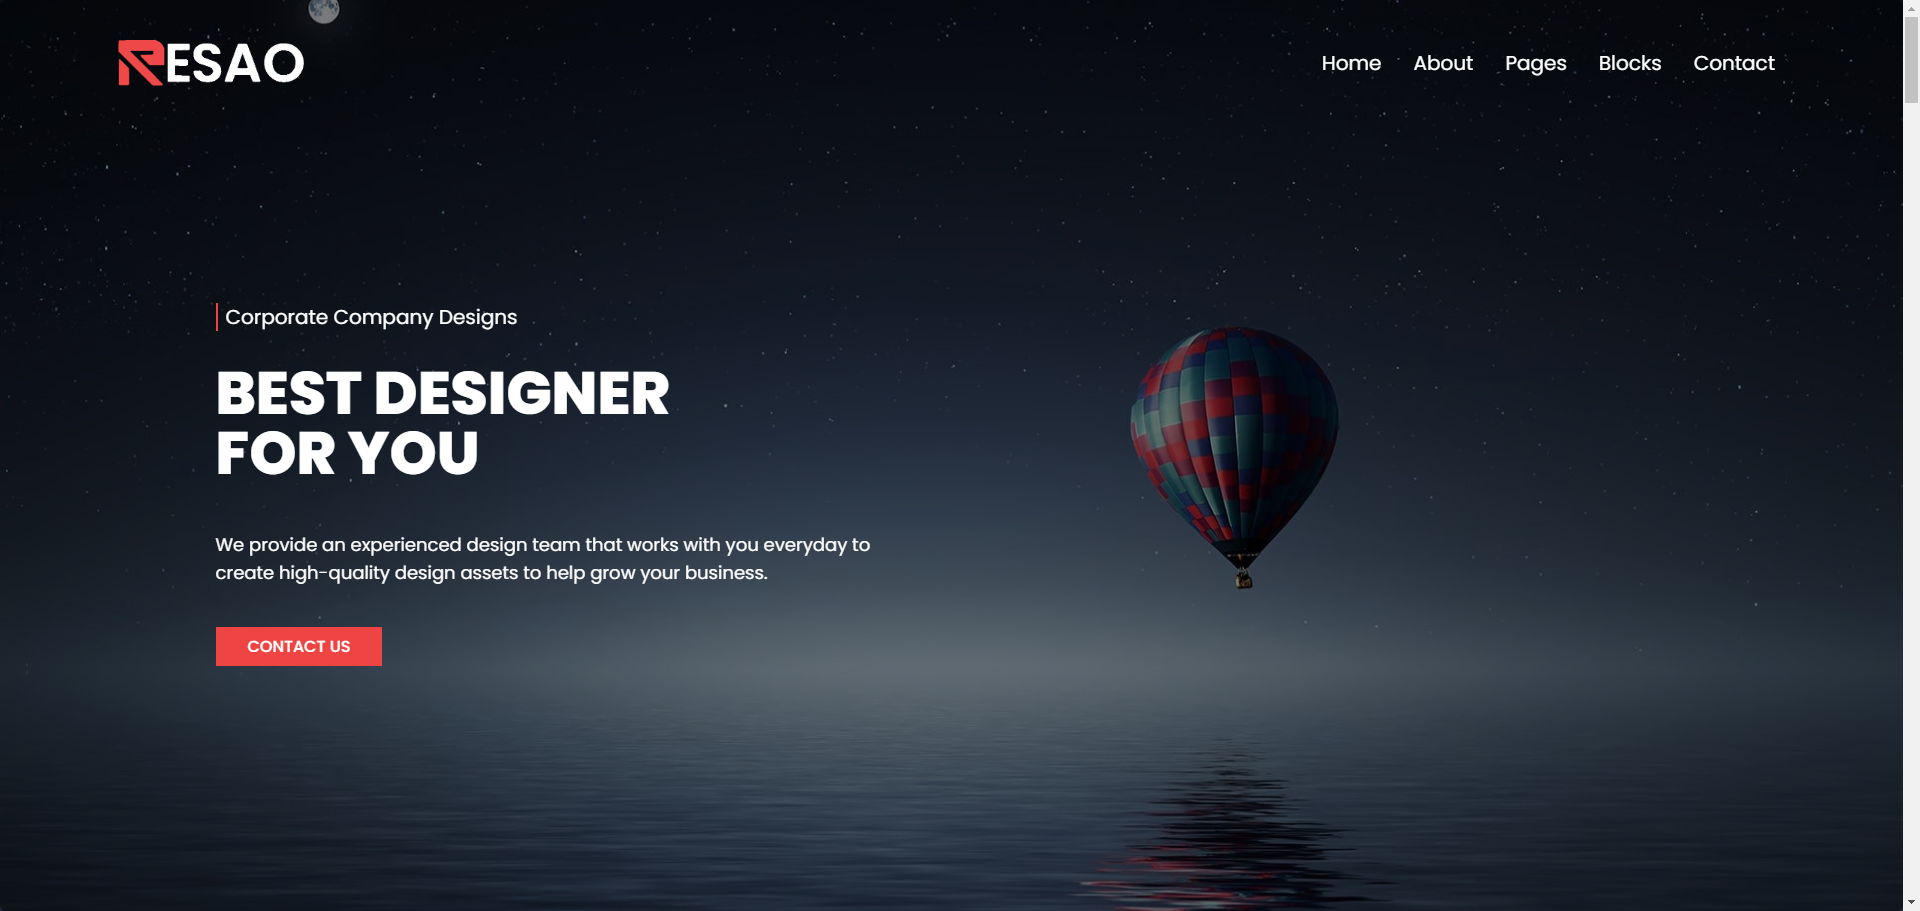 RESAO
Home About Pages Blocks Contact
Corporate Company Designs
BEST DESIGNER
FOR YOU
We provide an experienced design team that works with you everyday to
create high-quality design assets to help grow your business.
CONTACT US